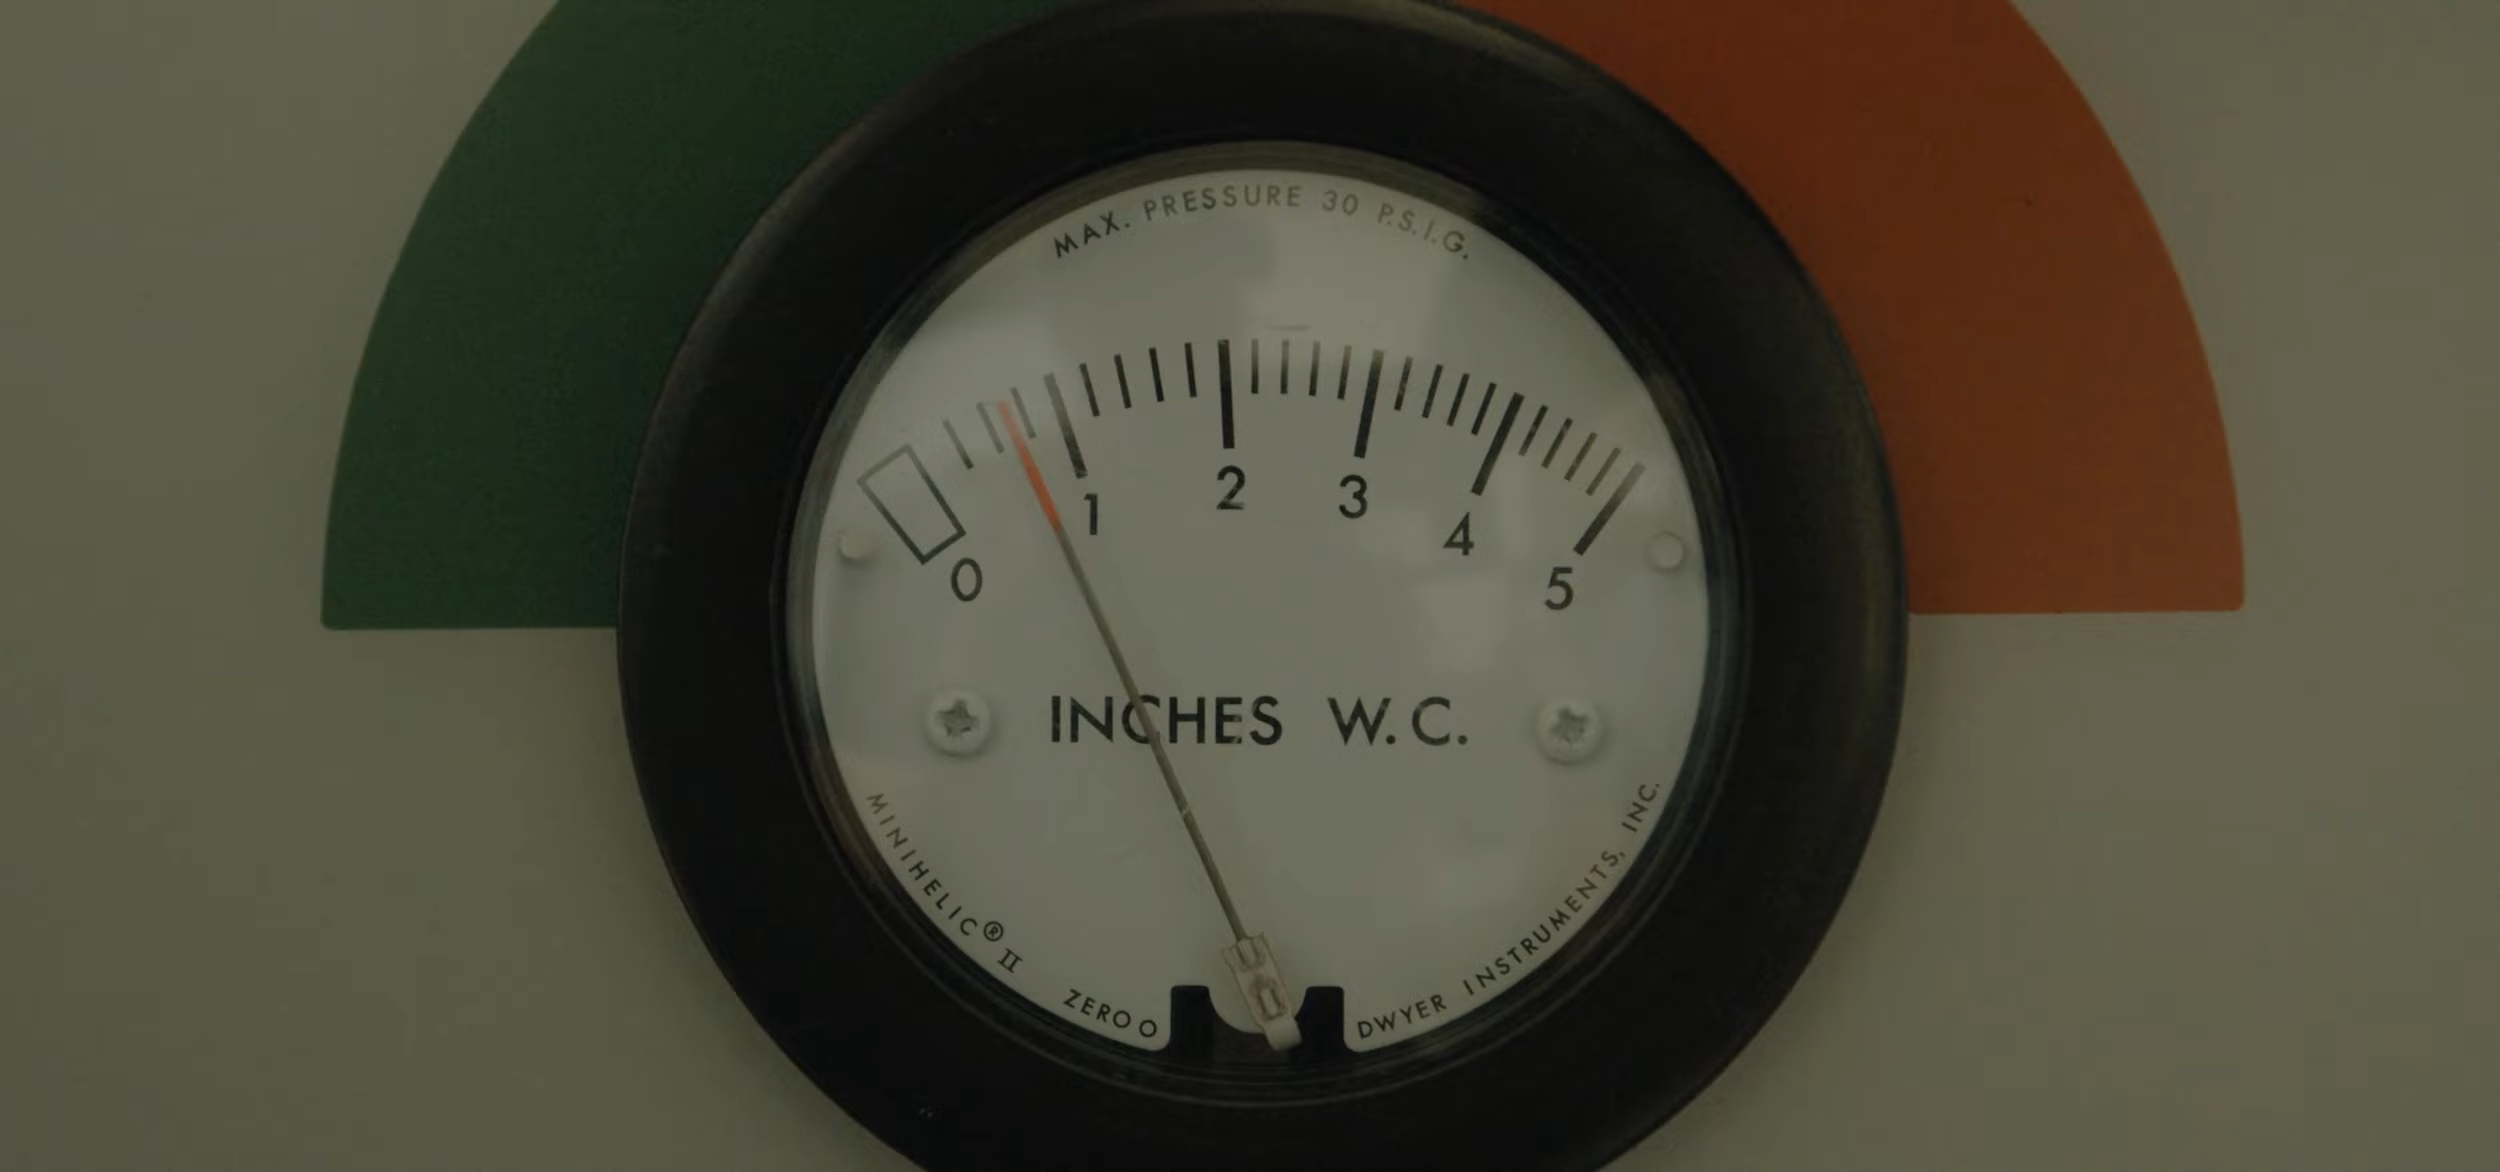 MAX. PRESSURE 30 P.S.I.G.
0 1 2 3 4 5
INCHES W.C.
MINIHELIC® II
ZERO O
DWYER INSTRUMENTS, INC.